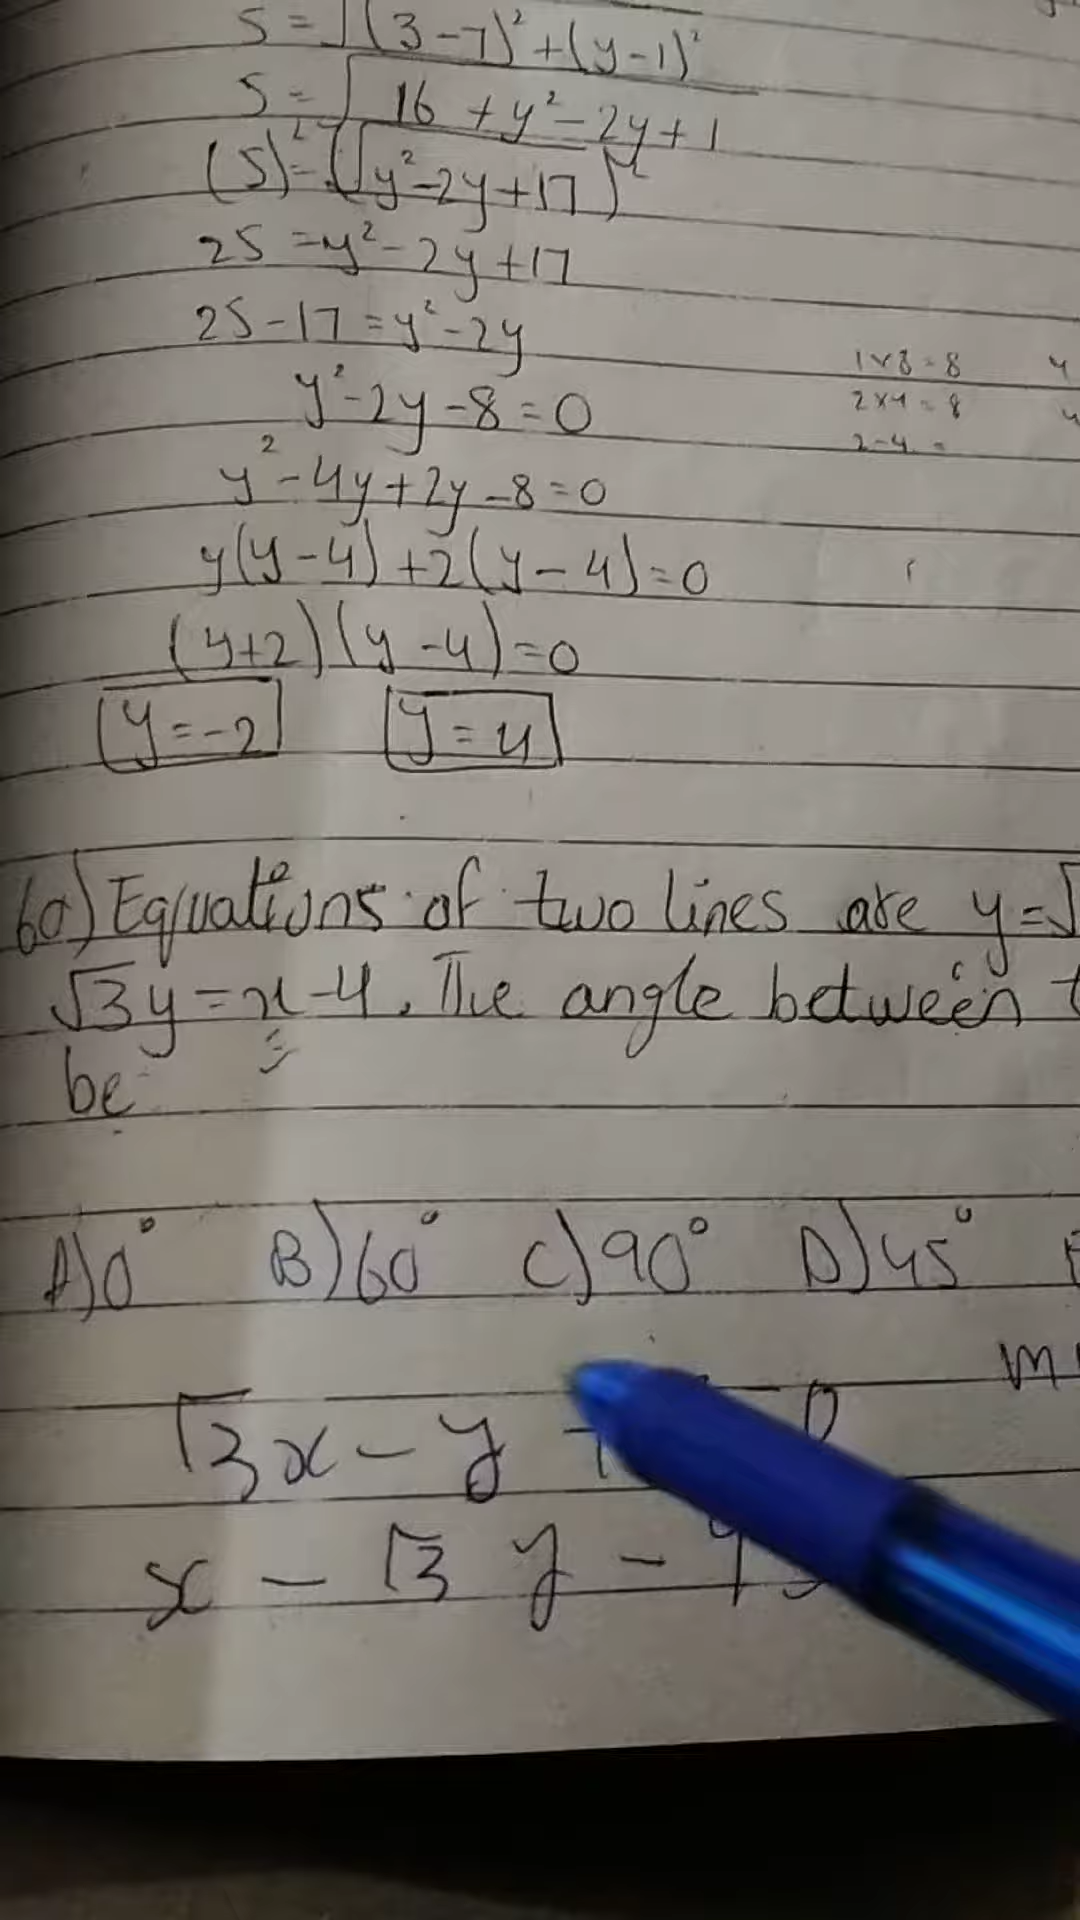 5 = √(3-7)² + (y-1)²
5 = √16 + y² - 2y + 1
(5)² = (√y² - 2y + 17)²
25 = y² - 2y + 17
25 - 17 = y² - 2y
y² - 2y - 8 = 0
y² - 4y + 2y - 8 = 0
y(y - 4) + 2(y - 4) = 0
(y+2)(y - 4) = 0
y = -2 y = 4
1×8 = 8
2×4 = 8
2-4 =
60) Equations of two lines are y = √
√3y = x - 4. The angle between
be
A) 0° B) 60° C) 90° D) 45°
m
√3x - y
x - √3 y -